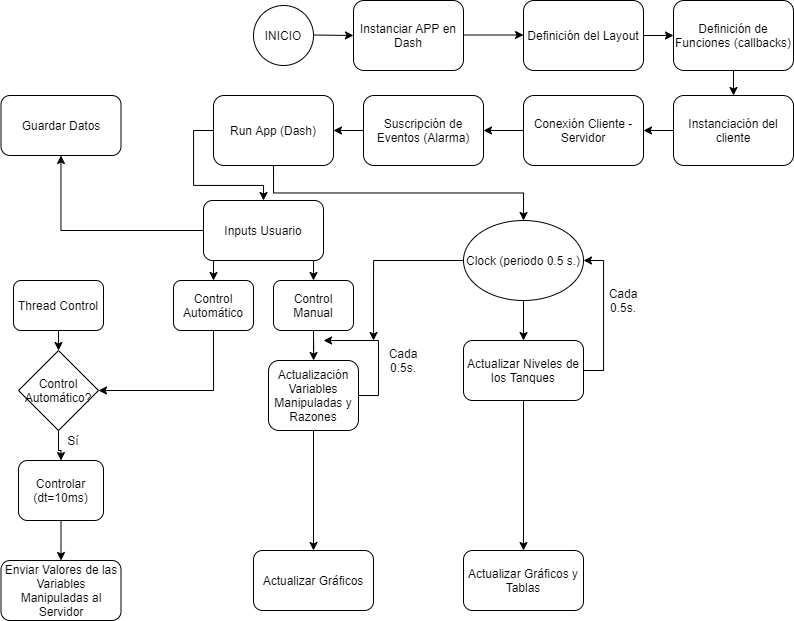 INICIO
Instanciar APP en
Dash
Definición del Layout
Definición de
Funciones (callbacks)
Guardar Datos
Run App (Dash)
Suscripción de
Eventos (Alarma)
Conexión Cliente -
Servidor
Instanciación del
cliente
Inputs Usuario
Clock (periodo 0.5 s.)
Cada
0.5s.
Thread Control
Control
Automático
Control
Manual
Cada
0.5s.
Control
Automático?
Actualización
Variables
Manipuladas y
Razones
Actualizar Niveles de
los Tanques
Sí
Controlar
(dt=10ms)
Enviar Valores de las
Variables
Manipuladas al
Servidor
Actualizar Gráficos
Actualizar Gráficos y
Tablas